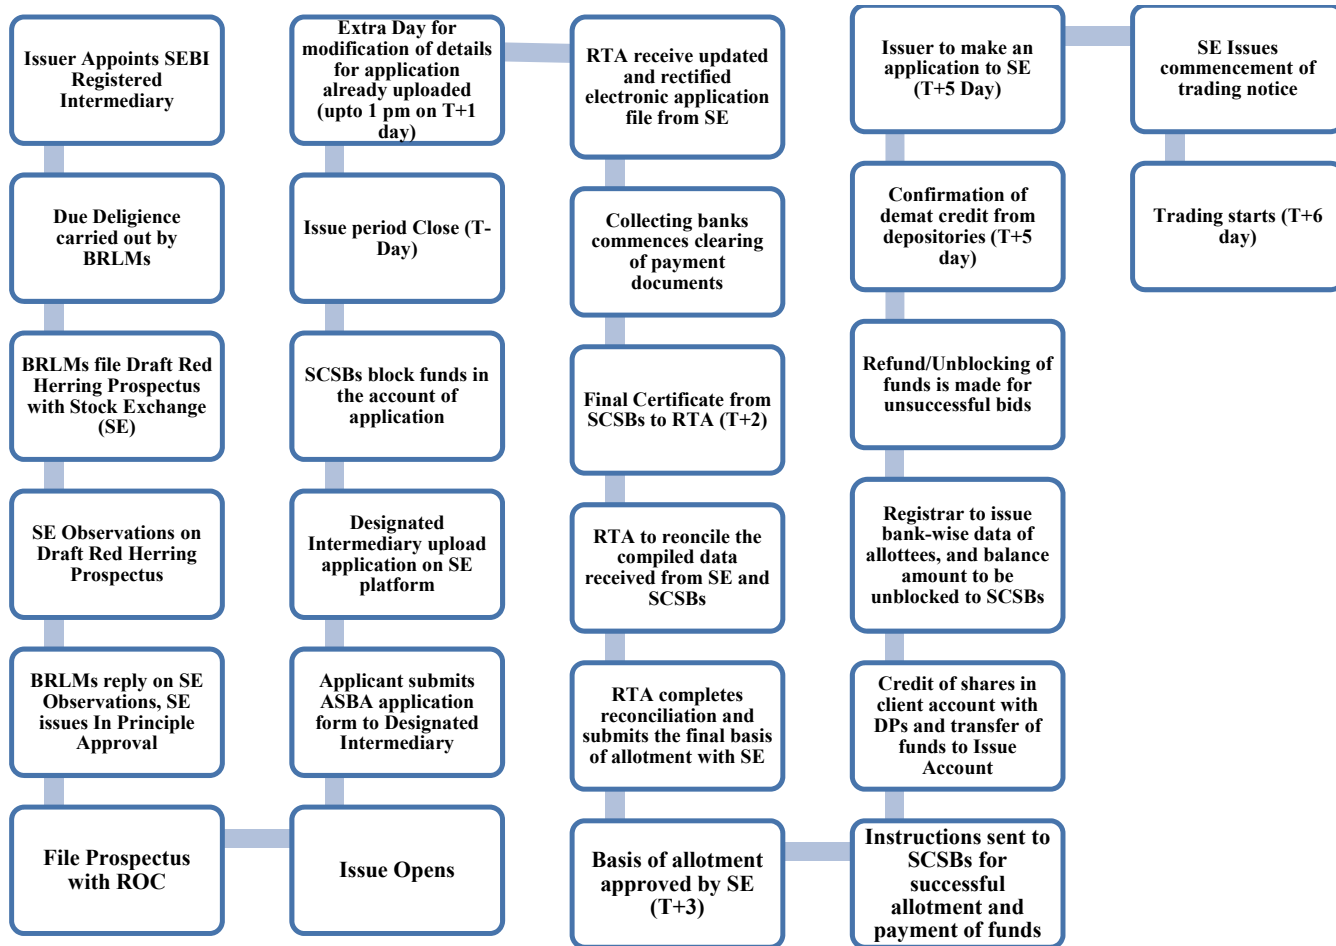 Issuer Appoints SEBI
Registered
Intermediary
Due Deligience
carried out by
BRLMs
BRLMs file Draft Red
Herring Prospectus
with Stock Exchange
(SE)
SE Observations on
Draft Red Herring
Prospectus
BRLMs reply on SE
Observations, SE
issues In Principle
Approval
File Prospectus
with ROC
Issue Opens
Applicant submits
ASBA application
form to Designated
Intermediary
Designated
Intermediary upload
application on SE
platform
SCSBs block funds in
the account of
application
Issue period Close (T-
Day)
Extra Day for
modification of details
for application
already uploaded
(upto 1 pm on T+1
day)
RTA receive updated
and rectified
electronic application
file from SE
Collecting banks
commences clearing
of payment
documents
Final Certificate from
SCSBs to RTA (T+2)
RTA to reconcile the
compiled data
received from SE and
SCSBs
RTA completes
reconciliation and
submits the final basis
of allotment with SE
Basis of allotment
approved by SE
(T+3)
Instructions sent to
SCSBs for
successful
allotment and
payment of funds
Credit of shares in
client account with
DPs and transfer of
funds to Issue
Account
Registrar to issue
bank-wise data of
allottees, and balance
amount to be
unblocked to SCSBs
Refund/Unblocking of
funds is made for
unsuccessful bids
Confirmation of
demat credit from
depositories (T+5
day)
Issuer to make an
application to SE
(T+5 Day)
SE Issues
commencement of
trading notice
Trading starts (T+6
day)